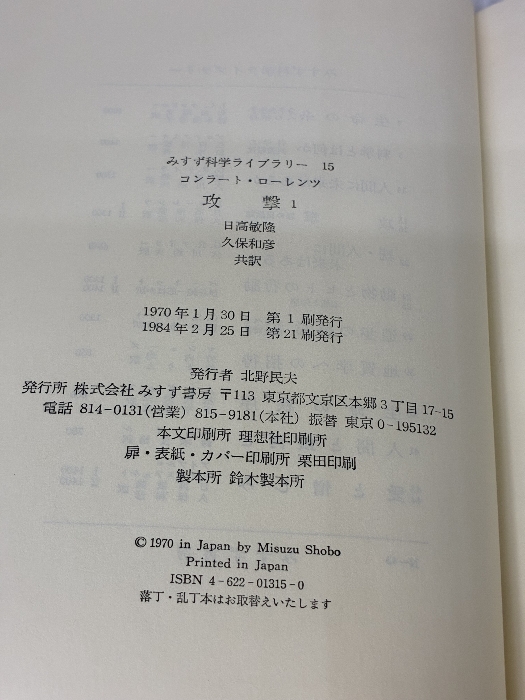 みすず科学ライブラリー 15
コンラート・ローレンツ
攻 撃 1
日高敏隆
久保和彦
共訳
1970年1月30日 第1刷発行
1984年2月25日 第21刷発行
発行者 北野民夫
発行所 株式会社 みすず書房 〒113 東京都文京区本郷3丁目17-15
電話 814-0131(営業) 815-9181(本社) 振替 東京0-195132
本文印刷所 理想社印刷所
扉・表紙・カバー印刷所 栗田印刷
製本所 鈴木製本所
© 1970 in Japan by Misuzu Shobo
Printed in Japan
ISBN 4-622-01315-0
落丁・乱丁本はお取替えいたします